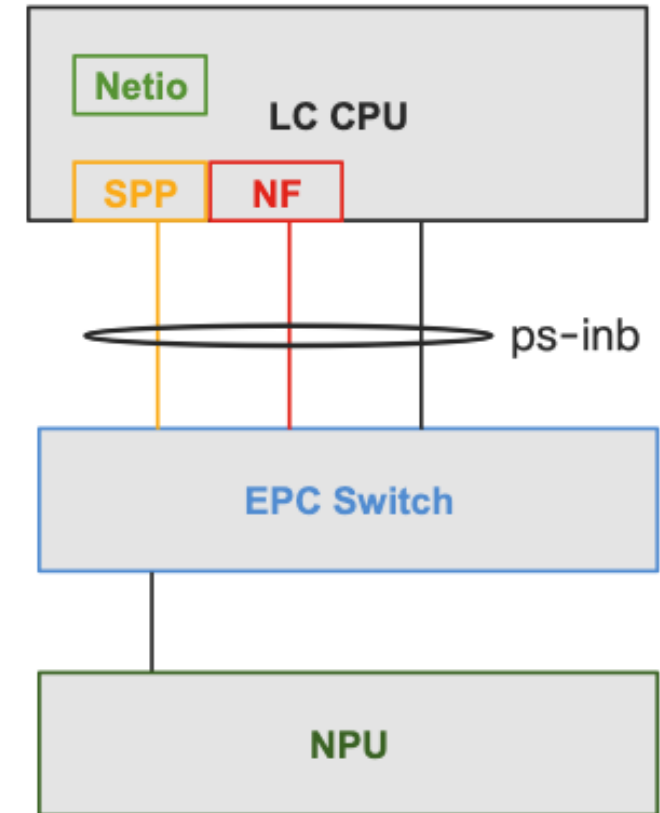 Netio
LC CPU
SPP
NF
ps-inb
EPC Switch
NPU